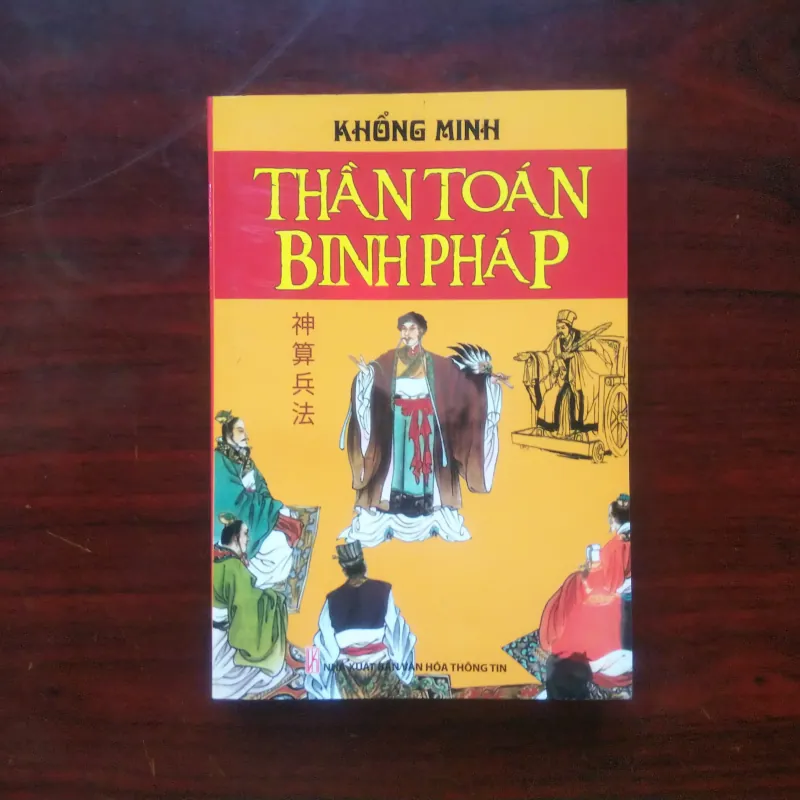 KHỔNG MINH
THẦN TOÁN
BINH PHÁP
神算兵法
NHÀ XUẤT BẢN VĂN HÓA THÔNG TIN